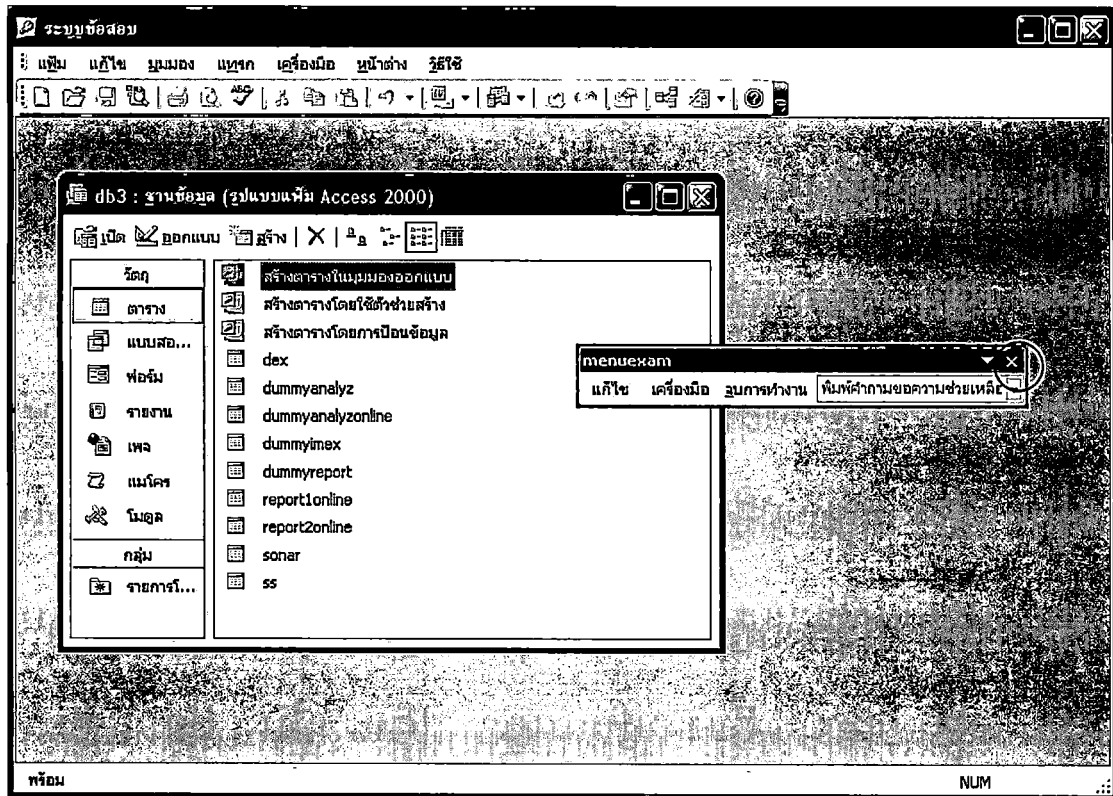 ระบบข้อสอบ
แฟ้ม แก้ไข มุมมอง แทรก เครื่องมือ หน้าต่าง วิธีใช้
db3 : ฐานข้อมูล (รูปแบบแฟ้ม Access 2000)
เปิด ออกแบบ สร้าง
วัตถุ
ตาราง
แบบสอ...
ฟอร์ม
รายงาน
เพจ
แมโคร
โมดูล
กลุ่ม
รายการโ...
สร้างตารางในมุมมองออกแบบ
สร้างตารางโดยใช้ตัวช่วยสร้าง
สร้างตารางโดยการป้อนข้อมูล
dex
dummyanalyz
dummyanalyzonline
dummyimex
dummyreport
report1online
report2online
sonar
ss
menuexam
แก้ไข เครื่องมือ จบการทำงาน พิมพ์คำถามขอความช่วยเหลือ
พร้อม NUM